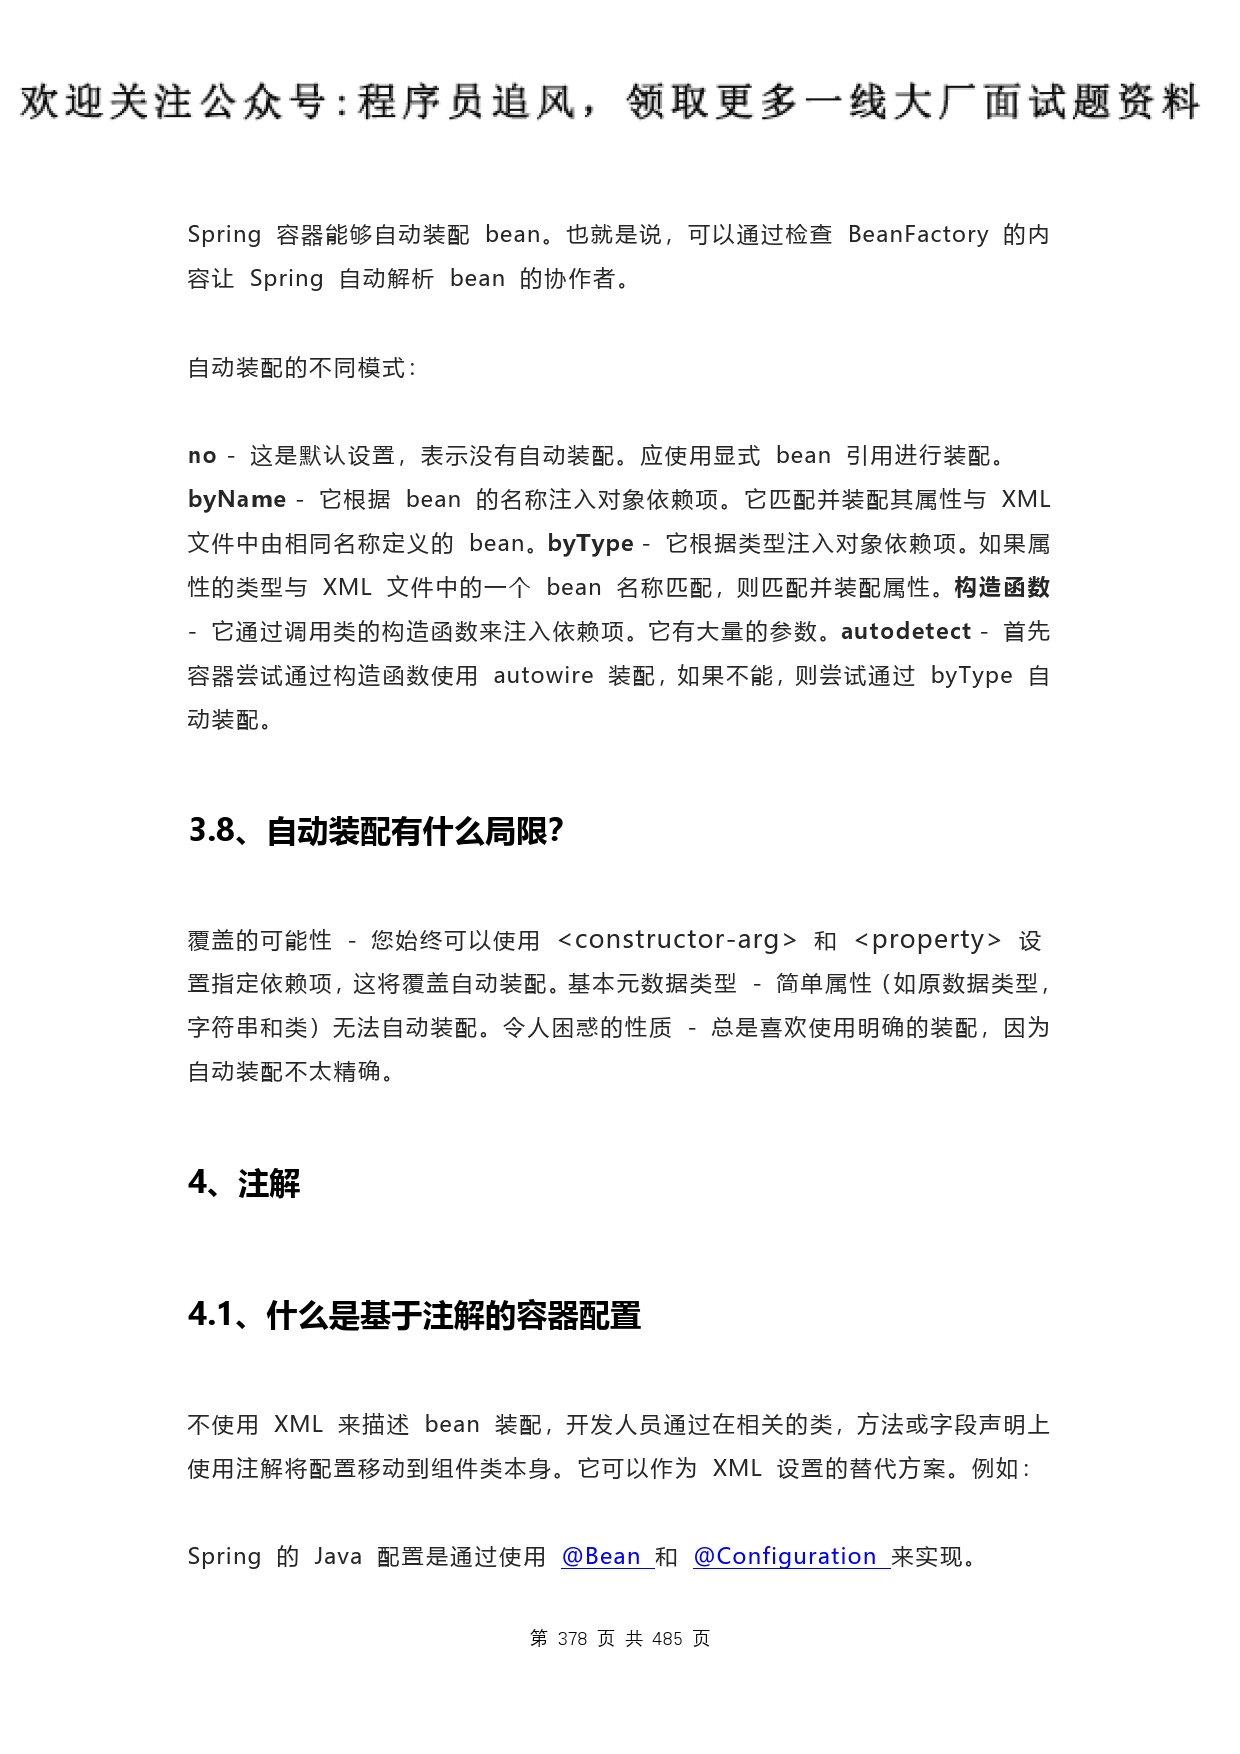 欢迎关注公众号:程序员追风，领取更多一线大厂面试题资料
Spring 容器能够自动装配 bean。也就是说，可以通过检查 BeanFactory 的内
容让 Spring 自动解析 bean 的协作者。
自动装配的不同模式：
no - 这是默认设置，表示没有自动装配。应使用显式 bean 引用进行装配。
byName - 它根据 bean 的名称注入对象依赖项。它匹配并装配其属性与 XML
文件中由相同名称定义的 bean。byType - 它根据类型注入对象依赖项。如果属
性的类型与 XML 文件中的一个 bean 名称匹配，则匹配并装配属性。构造函数
- 它通过调用类的构造函数来注入依赖项。它有大量的参数。autodetect - 首先
容器尝试通过构造函数使用 autowire 装配，如果不能，则尝试通过 byType 自
动装配。
3.8、自动装配有什么局限？
覆盖的可能性 - 您始终可以使用 <constructor-arg> 和 <property> 设
置指定依赖项，这将覆盖自动装配。基本元数据类型 - 简单属性（如原数据类型，
字符串和类）无法自动装配。令人困惑的性质 - 总是喜欢使用明确的装配，因为
自动装配不太精确。
4、注解
4.1、什么是基于注解的容器配置
不使用 XML 来描述 bean 装配，开发人员通过在相关的类，方法或字段声明上
使用注解将配置移动到组件类本身。它可以作为 XML 设置的替代方案。例如：
Spring 的 Java 配置是通过使用 @Bean 和 @Configuration 来实现。
第 378 页 共 485 页